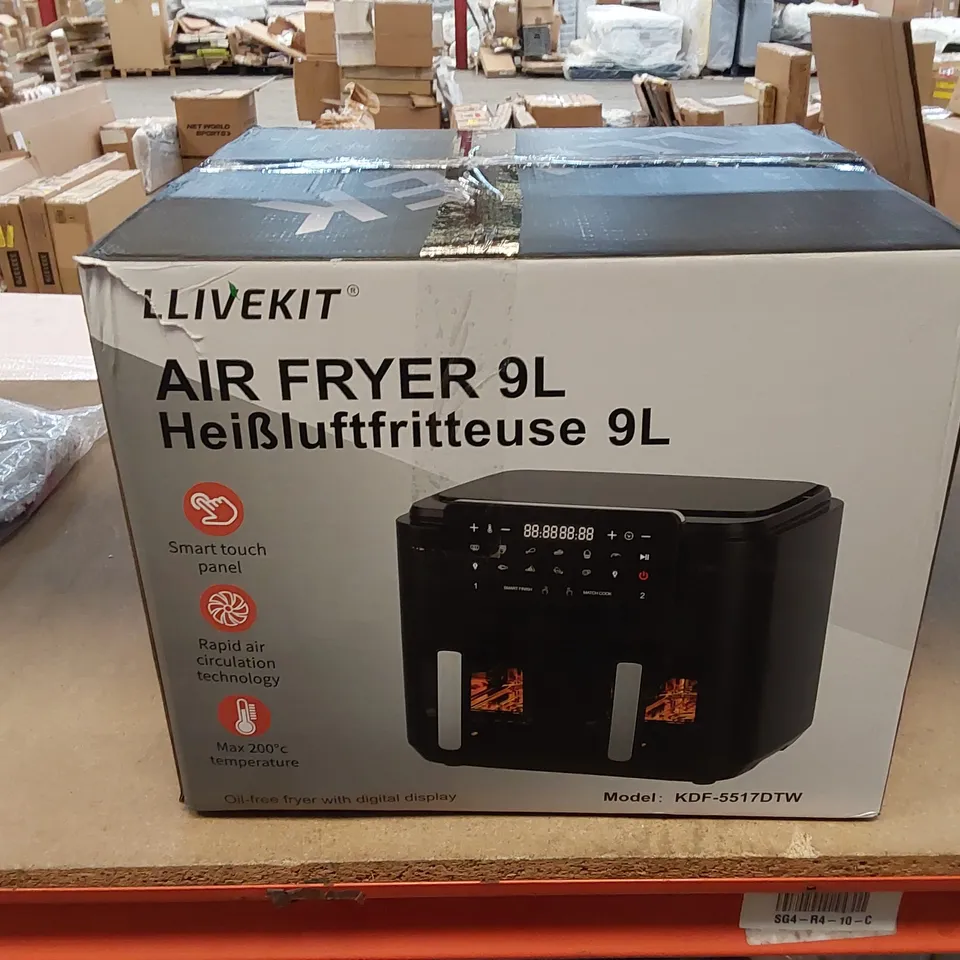 NET WORLD
SPORTS
LLIVEKIT®
AIR FRYER 9L
Heißluftfritteuse 9L
Smart touch
panel
Rapid air
circulation
technology
Max 200°c
temperature
+ − 88:88 88:88 + −
1
SMART FINISH
MATCH COOK
2
Oil-free fryer with digital display
Model: KDF-5517DTW
SG4-R4-10-C